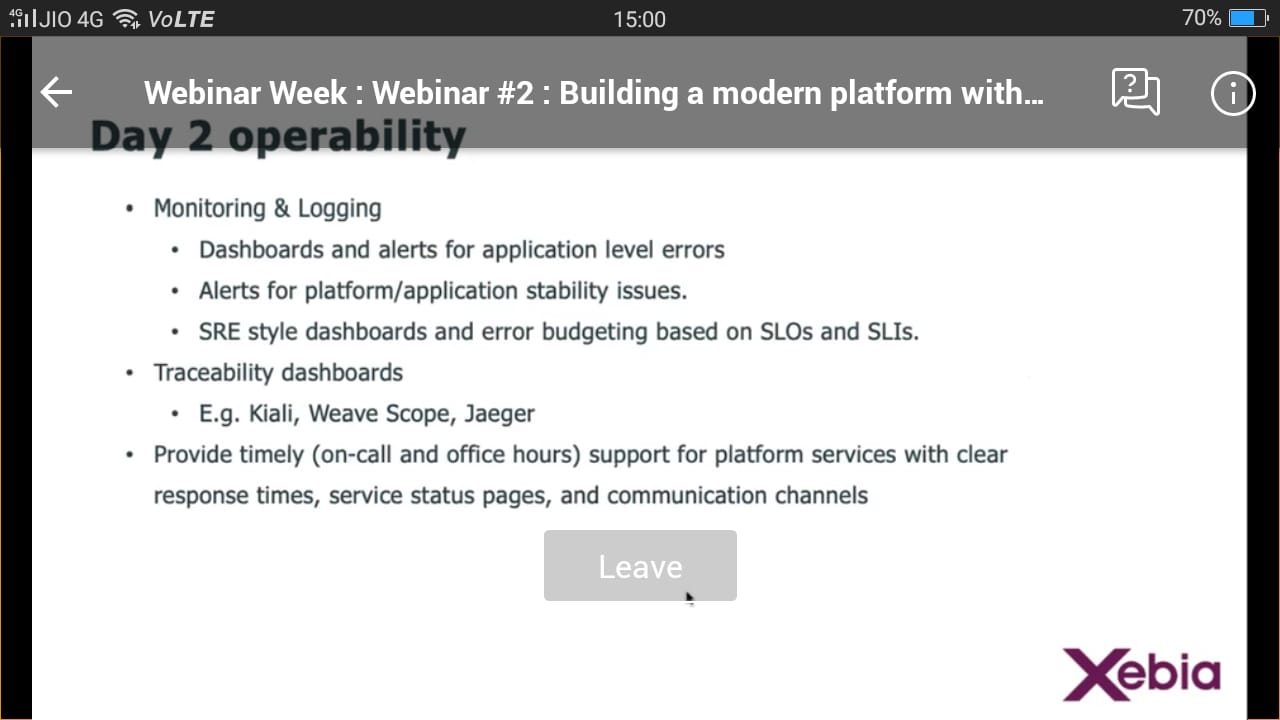 4G JIO 4G VoLTE 15:00 70%
Webinar Week : Webinar #2 : Building a modern platform with...
Day 2 operability
• Monitoring & Logging
• Dashboards and alerts for application level errors
• Alerts for platform/application stability issues.
• SRE style dashboards and error budgeting based on SLOs and SLIs.
• Traceability dashboards
• E.g. Kiali, Weave Scope, Jaeger
• Provide timely (on-call and office hours) support for platform services with clear
response times, service status pages, and communication channels
Leave
Xebia